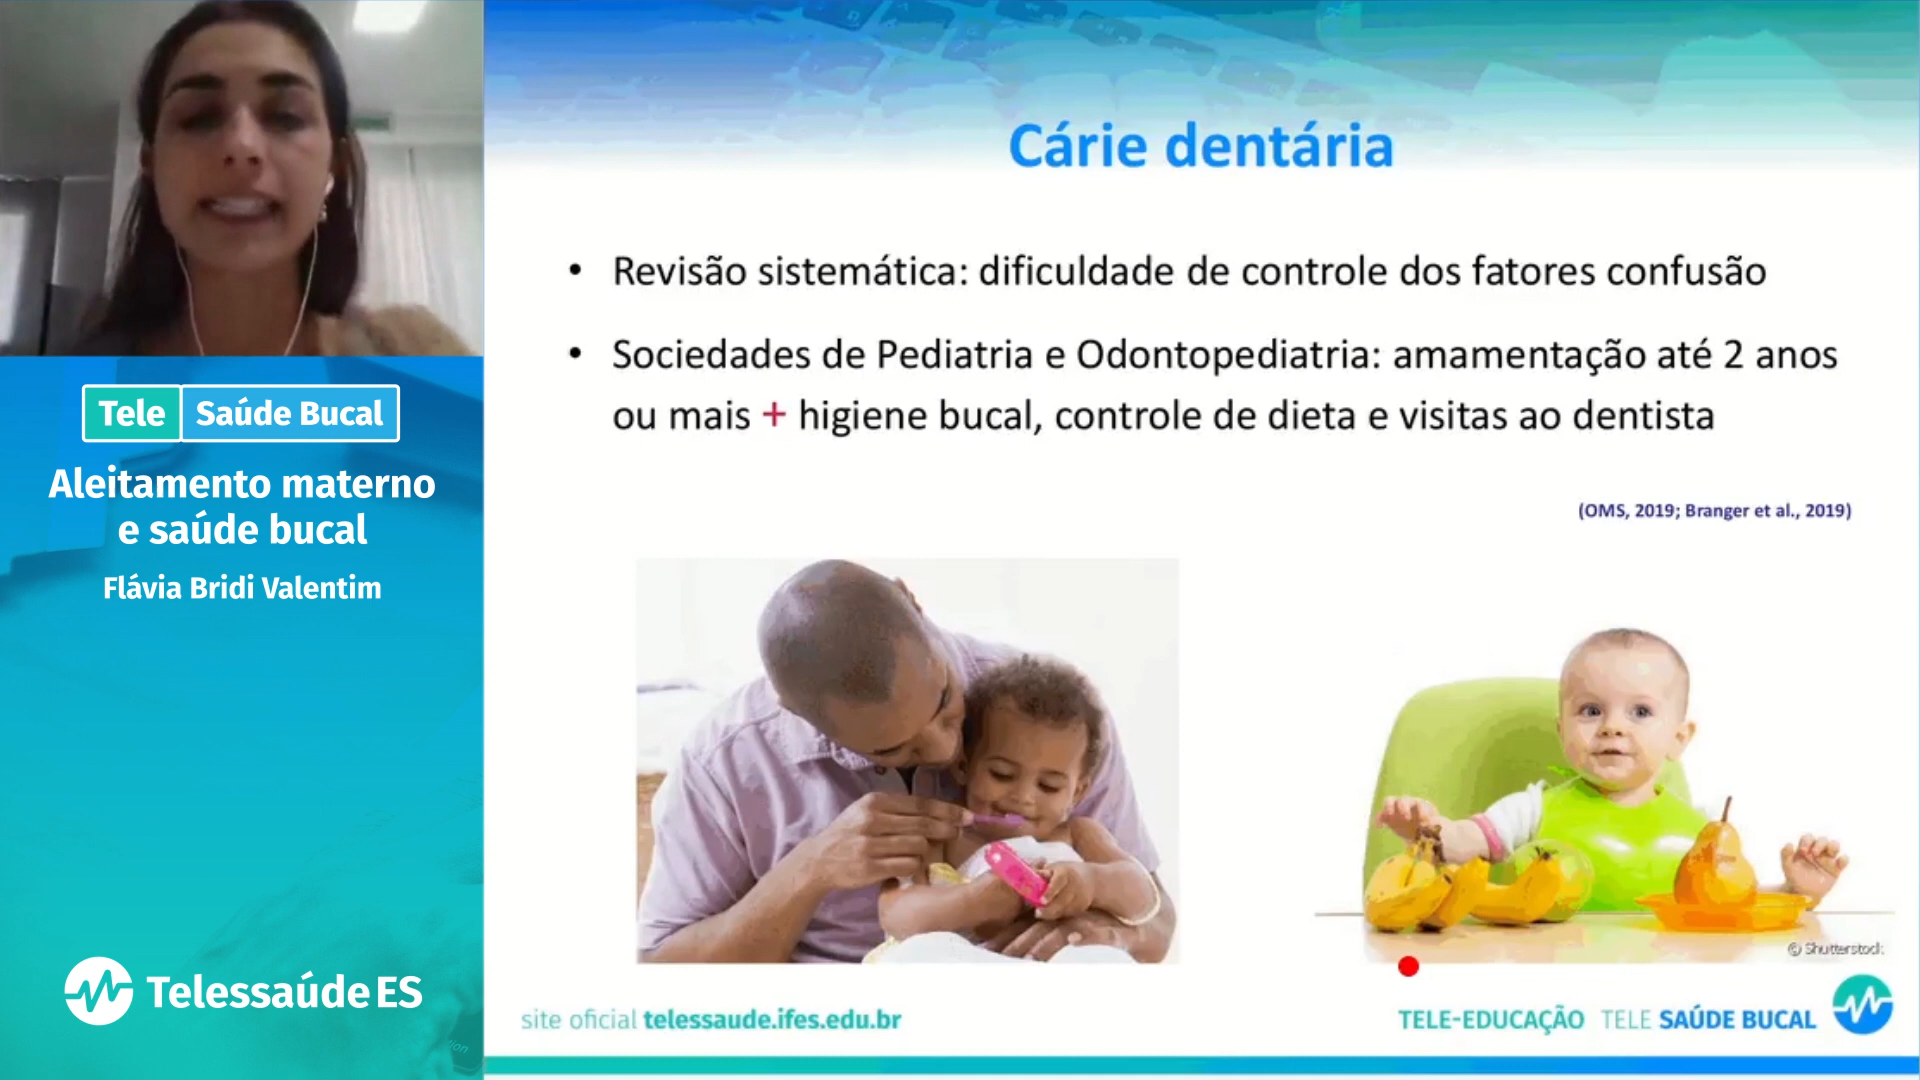 Tele Saúde Bucal
Aleitamento materno
e saúde bucal
Flávia Bridi Valentim
Telessaúde ES
Cárie dentária
• Revisão sistemática: dificuldade de controle dos fatores confusão
• Sociedades de Pediatria e Odontopediatria: amamentação até 2 anos
ou mais + higiene bucal, controle de dieta e visitas ao dentista
(OMS, 2019; Branger et al., 2019)
© Shutterstock
site oficial telessaude.ifes.edu.br
TELE-EDUCAÇÃO TELE SAÚDE BUCAL